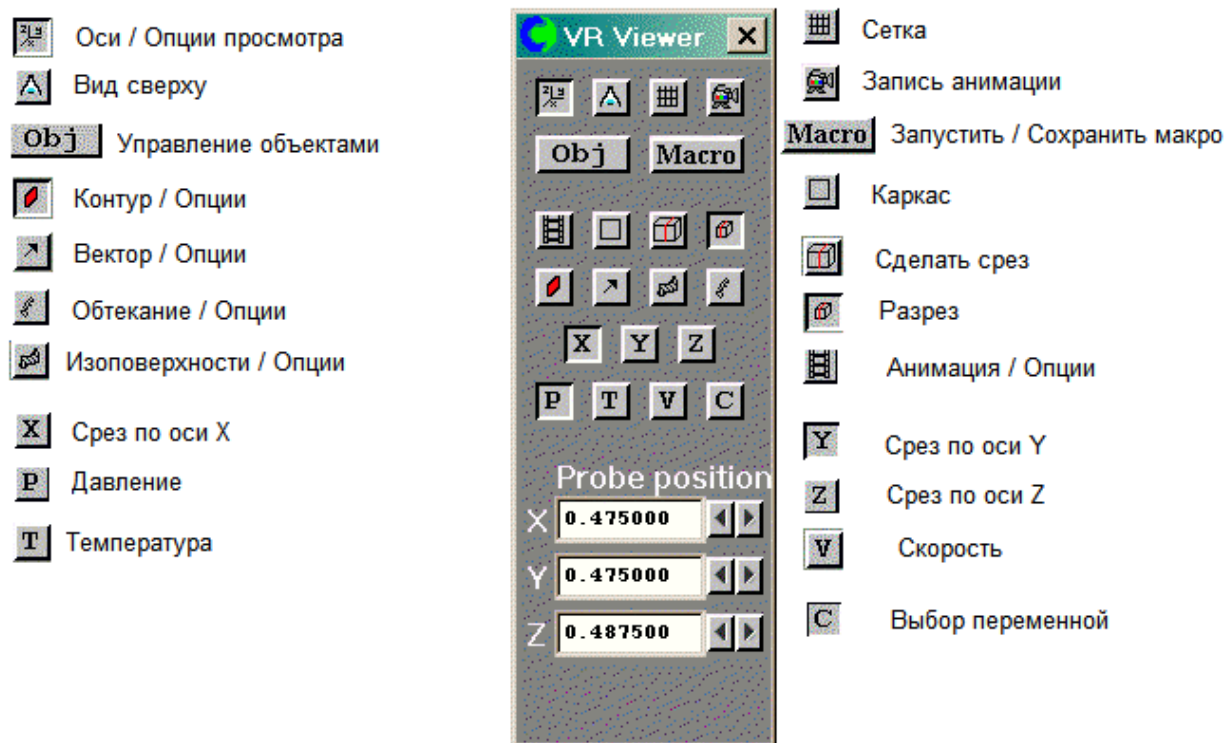 Оси / Опции просмотра
Вид сверху
Obj Управление объектами
Контур / Опции
Вектор / Опции
Обтекание / Опции
Изоповерхности / Опции
X Срез по оси X
P Давление
T Температура
VR Viewer
Obj Macro
X Y Z
P T V C
Probe position
X 0.475000
Y 0.475000
Z 0.487500
Сетка
Запись анимации
Macro Запустить / Сохранить макро
Каркас
Сделать срез
Разрез
Анимация / Опции
Y Срез по оси Y
Z Срез по оси Z
V Скорость
C Выбор переменной